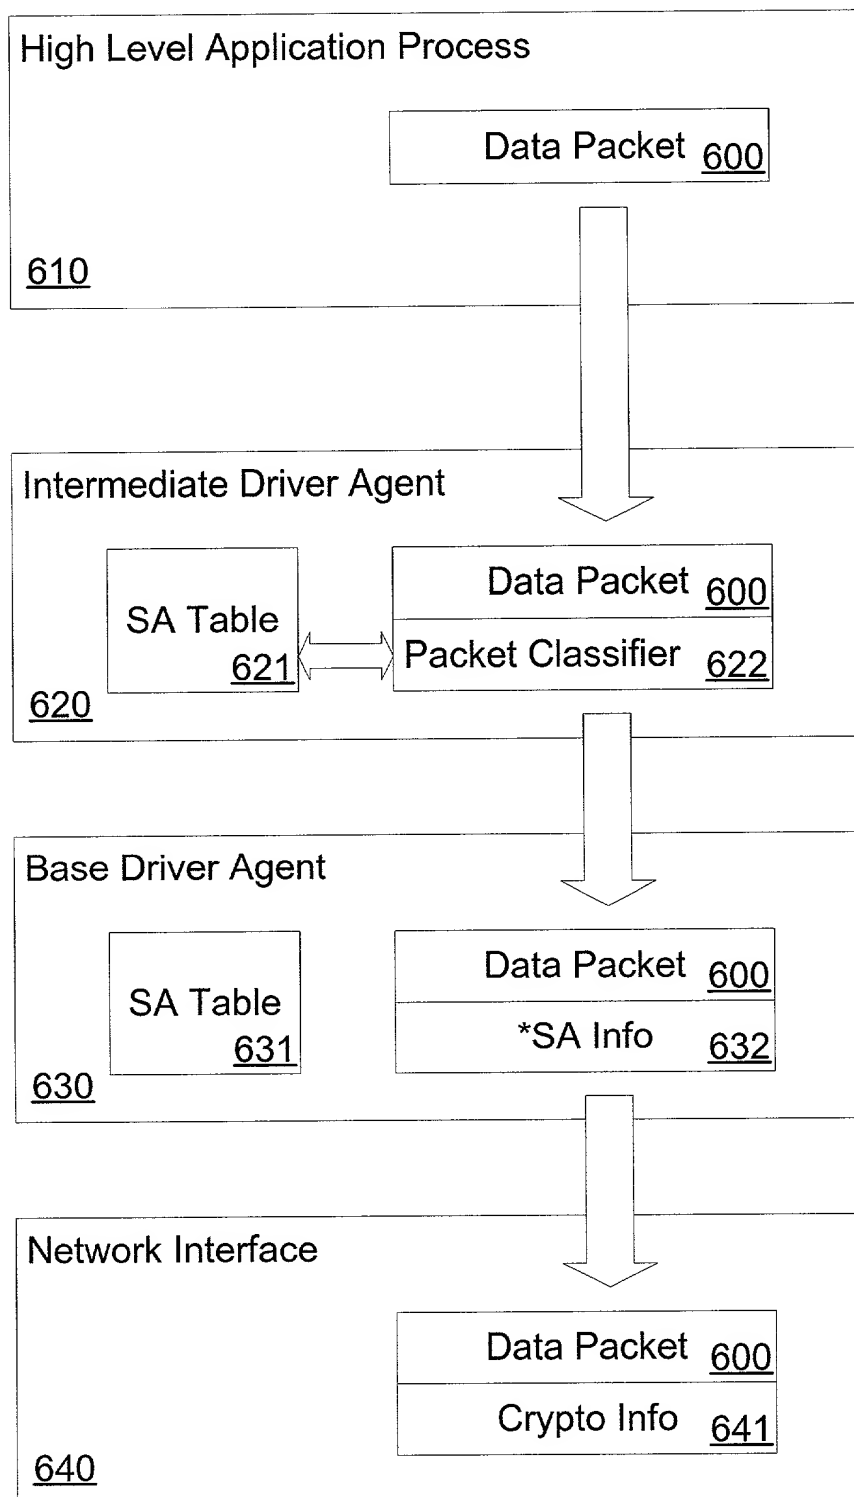 High Level Application Process
Data Packet 600
610
Intermediate Driver Agent
Data Packet 600
SA Table
621
Packet Classifier 622
620
Base Driver Agent
Data Packet 600
SA Table
631
*SA Info 632
630
Network Interface
Data Packet 600
Crypto Info 641
640